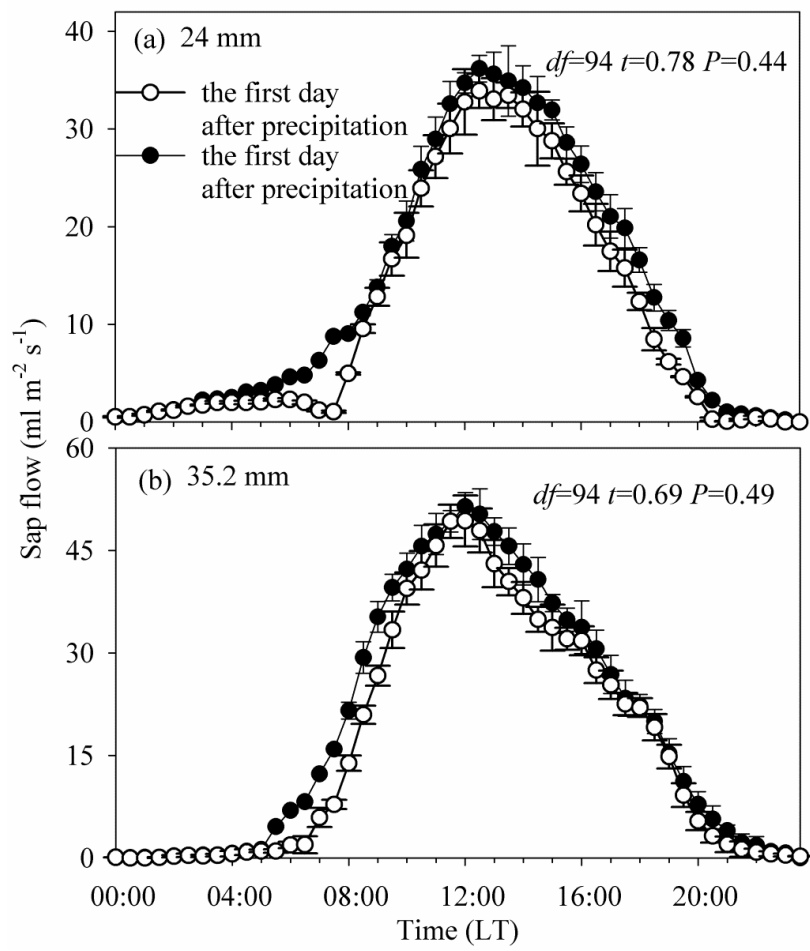 (a) 24 mm
df=94 t=0.78 P=0.44
the first day
after precipitation
the first day
after precipitation
40
30
20
10
0
Sap flow (ml m-2 s-1)
(b) 35.2 mm
df=94 t=0.69 P=0.49
60
45
30
15
0
00:00 04:00 08:00 12:00 16:00 20:00
Time (LT)